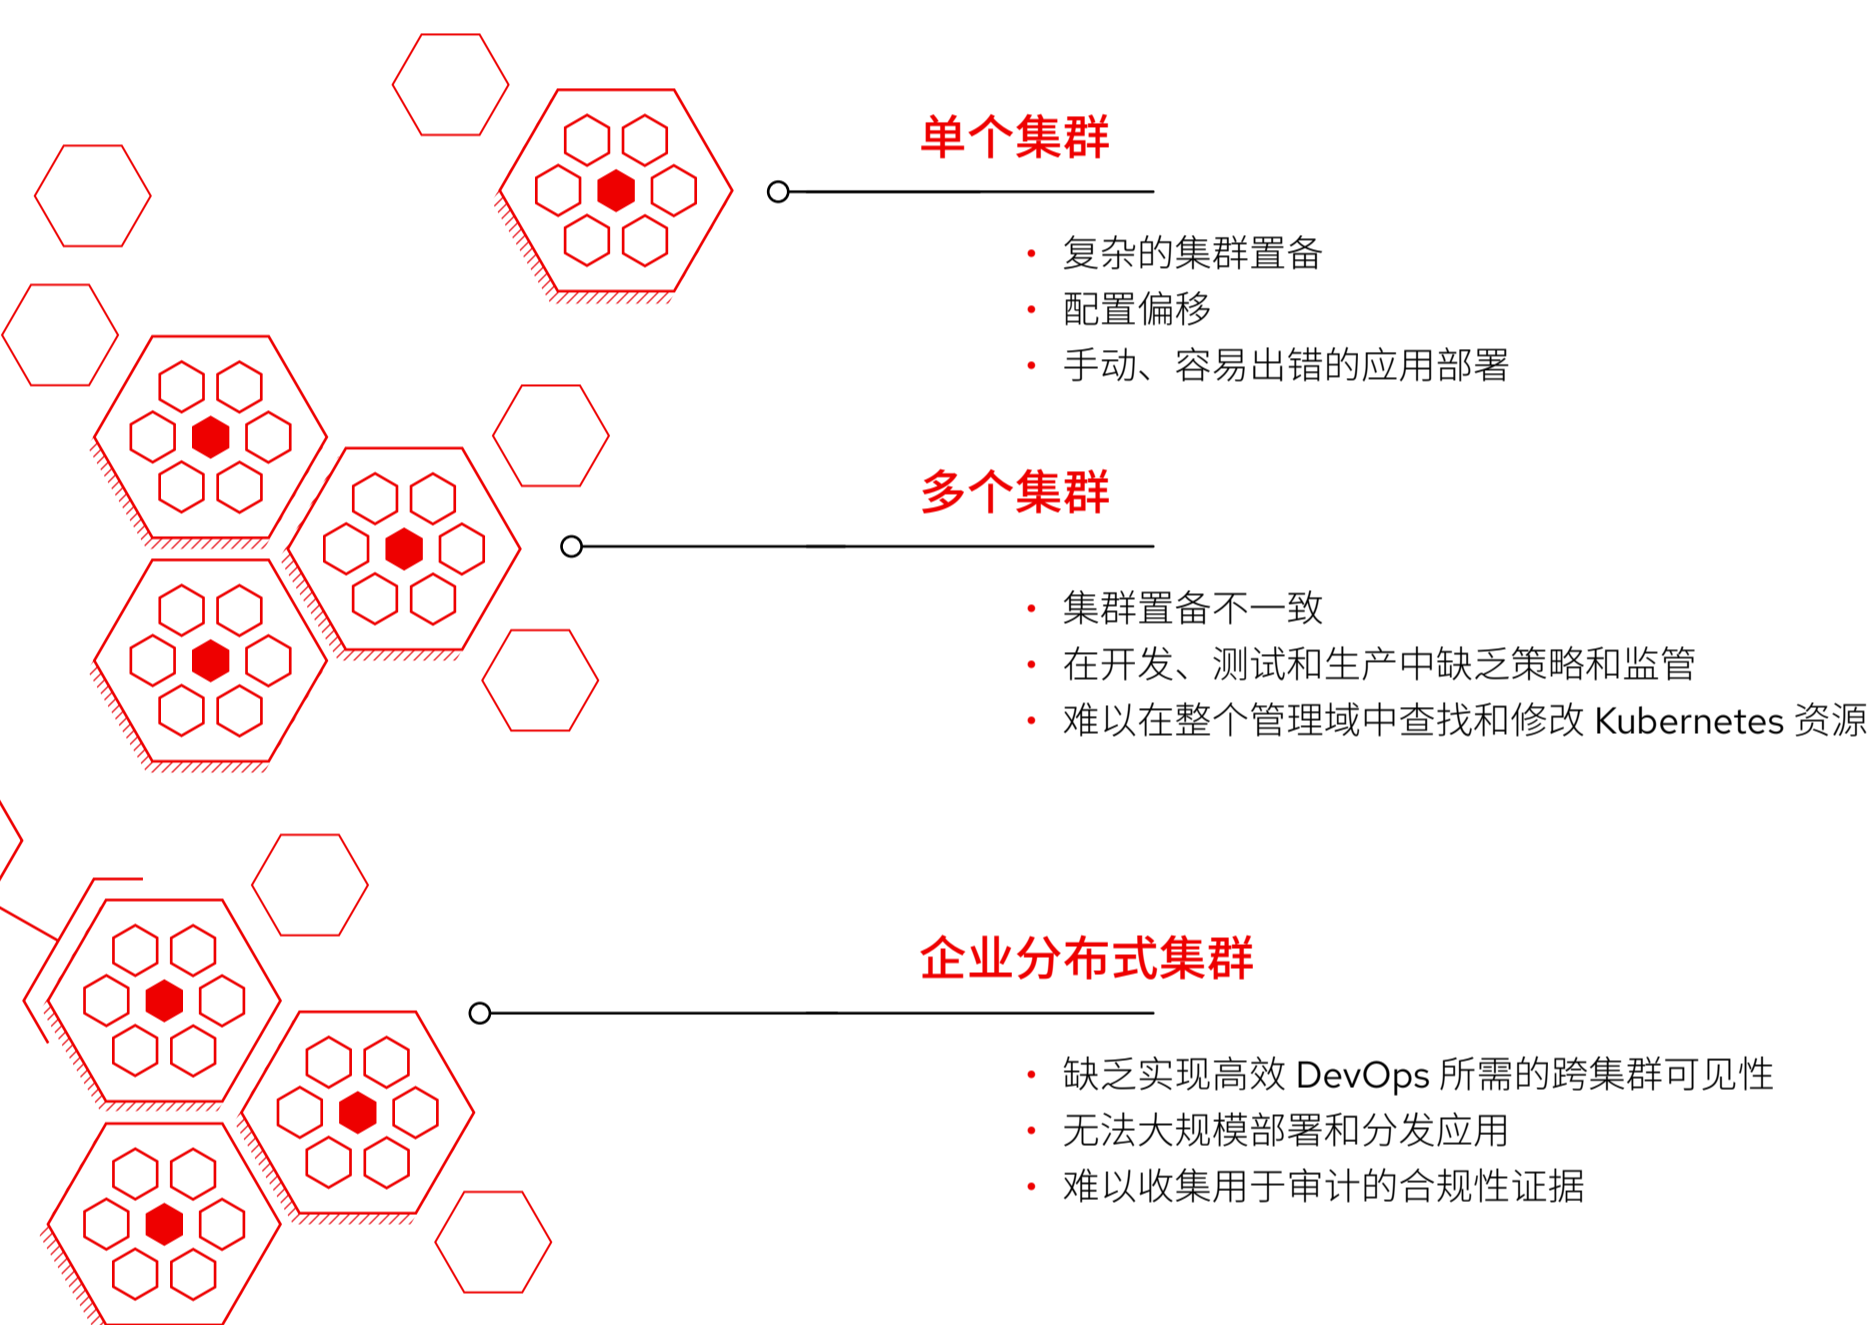 单个集群
• 复杂的集群置备
• 配置偏移
• 手动、容易出错的应用部署
多个集群
• 集群置备不一致
• 在开发、测试和生产中缺乏策略和监管
• 难以在整个管理域中查找和修改 Kubernetes 资源
企业分布式集群
• 缺乏实现高效 DevOps 所需的跨集群可见性
• 无法大规模部署和分发应用
• 难以收集用于审计的合规性证据